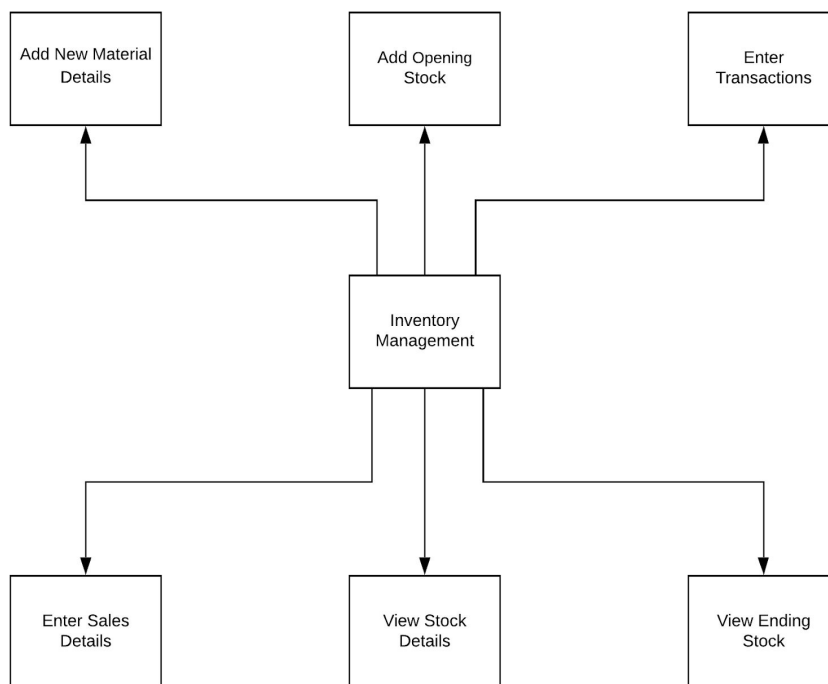 Add New Material
Details
Add Opening
Stock
Enter
Transactions
Inventory
Management
Enter Sales
Details
View Stock
Details
View Ending
Stock